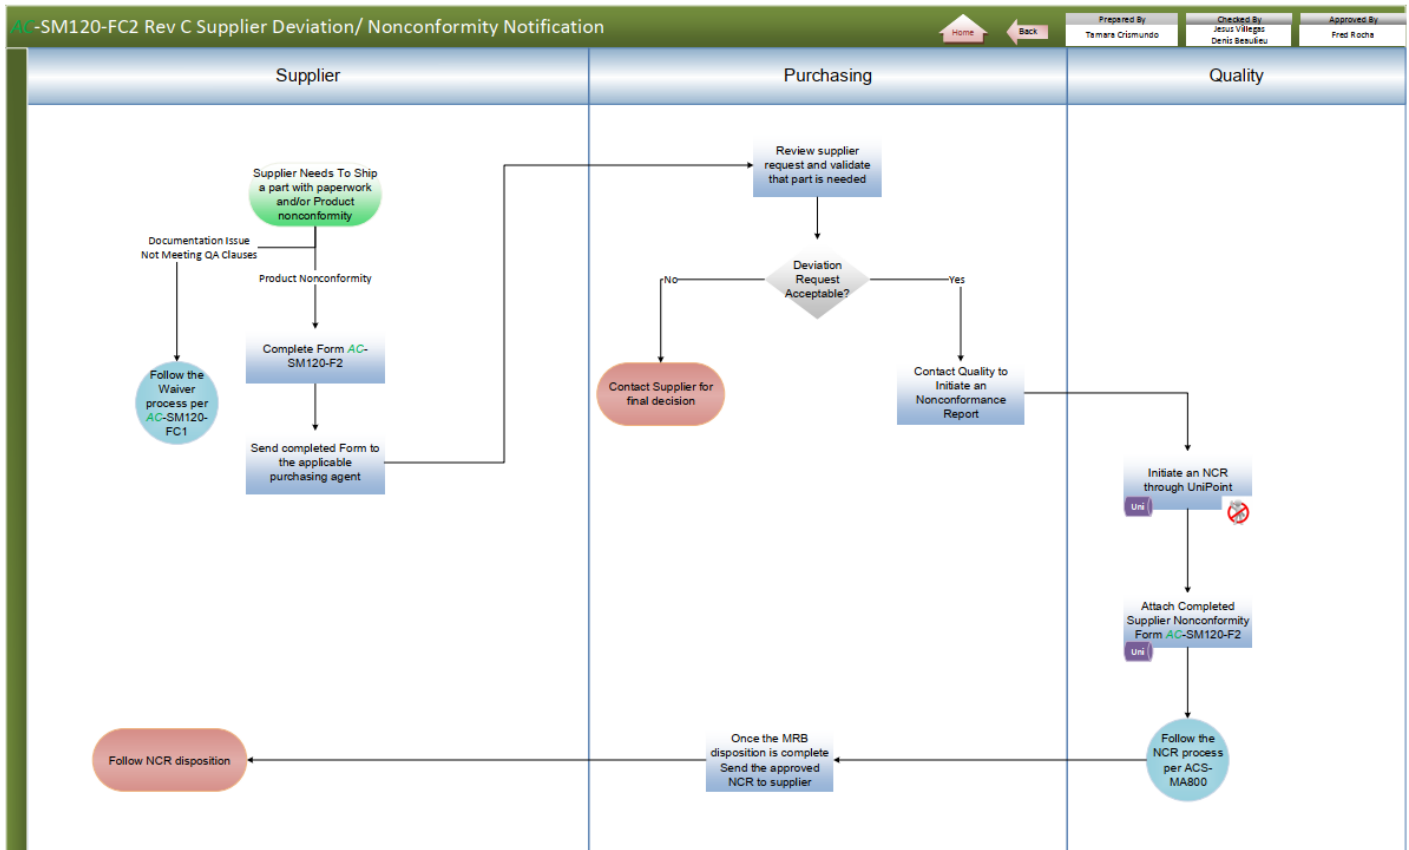 AC-SM120-FC2 Rev C Supplier Deviation/ Nonconformity Notification
Home
Back
Prepared By
Tamara Crismundo
Checked By
Jesus Villegas
Denis Beaulieu
Approved By
Fred Rocha
Supplier
Purchasing
Quality
Supplier Needs To Ship
a part with paperwork
and/or Product
nonconformity
Documentation Issue
Not Meeting QA Clauses
Product Nonconformity
Follow the
Waiver
process per
AC-SM120-
FC1
Complete Form AC-
SM120-F2
Send completed Form to
the applicable
purchasing agent
Review supplier
request and validate
that part is needed
Deviation
Request
Acceptable?
No
Yes
Contact Supplier for
final decision
Contact Quality to
Initiate an
Nonconformance
Report
Initiate an NCR
through UniPoint
Uni
Attach Completed
Supplier Nonconformity
Form AC-SM120-F2
Uni
Follow the
NCR process
per ACS-
MA800
Once the MRB
disposition is complete
Send the approved
NCR to supplier
Follow NCR disposition